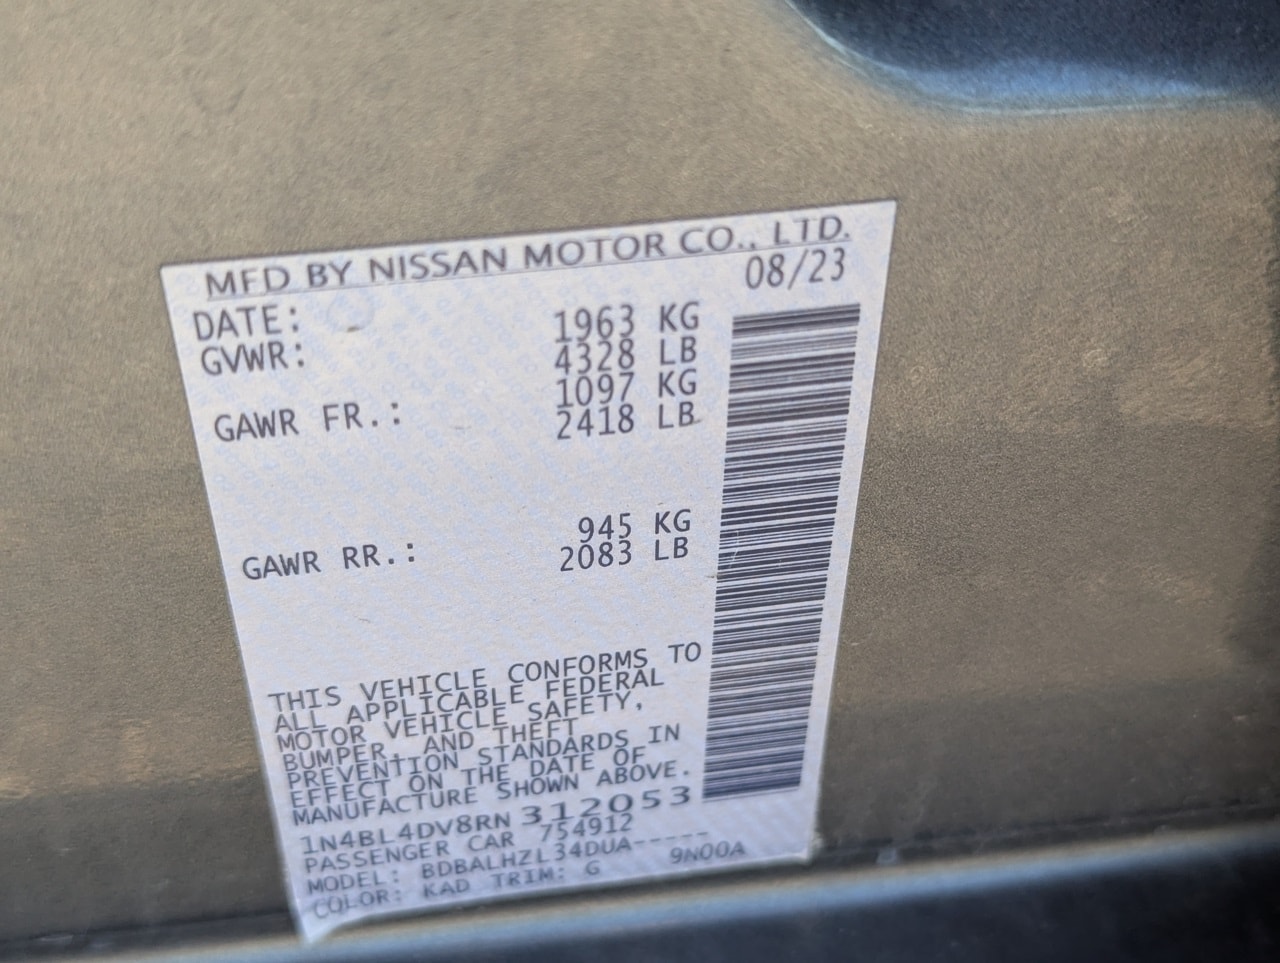 MFD BY NISSAN MOTOR CO., LTD.
DATE: 08/23
GVWR: 1963 KG
4328 LB
1097 KG
GAWR FR.: 2418 LB
945 KG
GAWR RR.: 2083 LB
THIS VEHICLE CONFORMS TO
ALL APPLICABLE FEDERAL
MOTOR VEHICLE SAFETY,
BUMPER, AND THEFT
PREVENTION STANDARDS IN
EFFECT ON THE DATE OF
MANUFACTURE SHOWN ABOVE.
1N4BL4DV8RN 312053
PASSENGER CAR 754912
MODEL: BDBALHZL34DUA-----
COLOR: KAD TRIM: G 9N00A